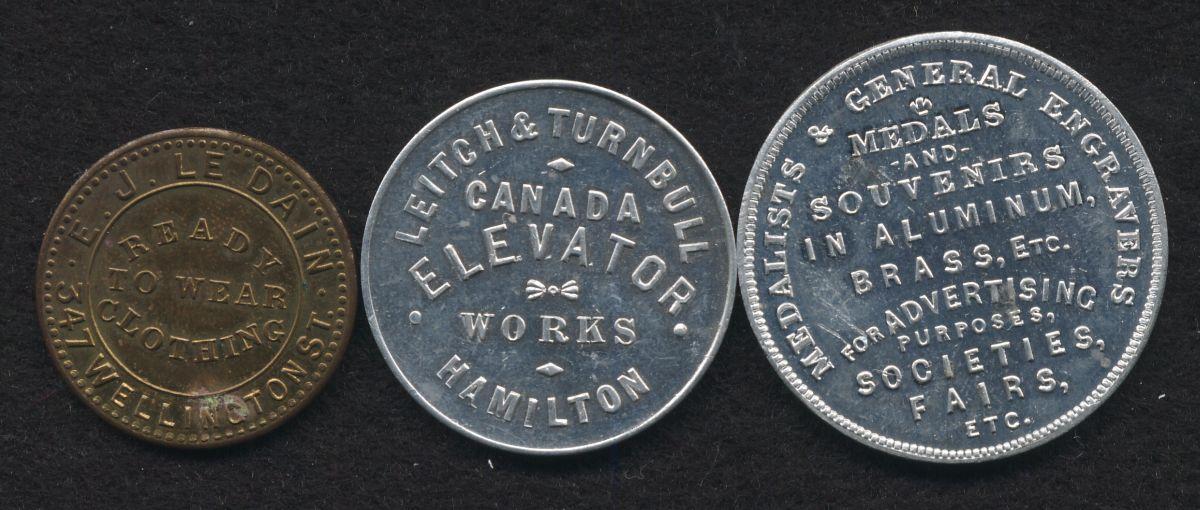 E. J. LE DAIN
READY
TO WEAR
CLOTHING
347 WELLINGTON ST.
LEITCH & TURNBULL
CANADA
ELEVATOR
WORKS
HAMILTON
MEDALISTS & GENERAL ENGRAVERS
MEDALS
-AND-
SOUVENIRS
IN ALUMINUM,
BRASS, ETC.
FOR ADVERTISING
PURPOSES,
SOCIETIES,
FAIRS,
ETC.